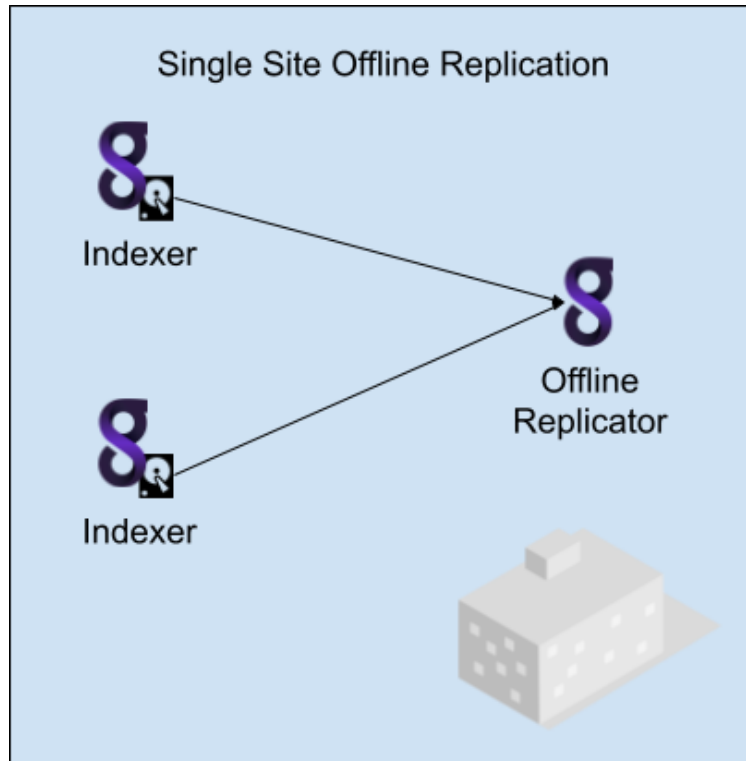 Single Site Offline Replication
Indexer
Offline
Replicator
Indexer